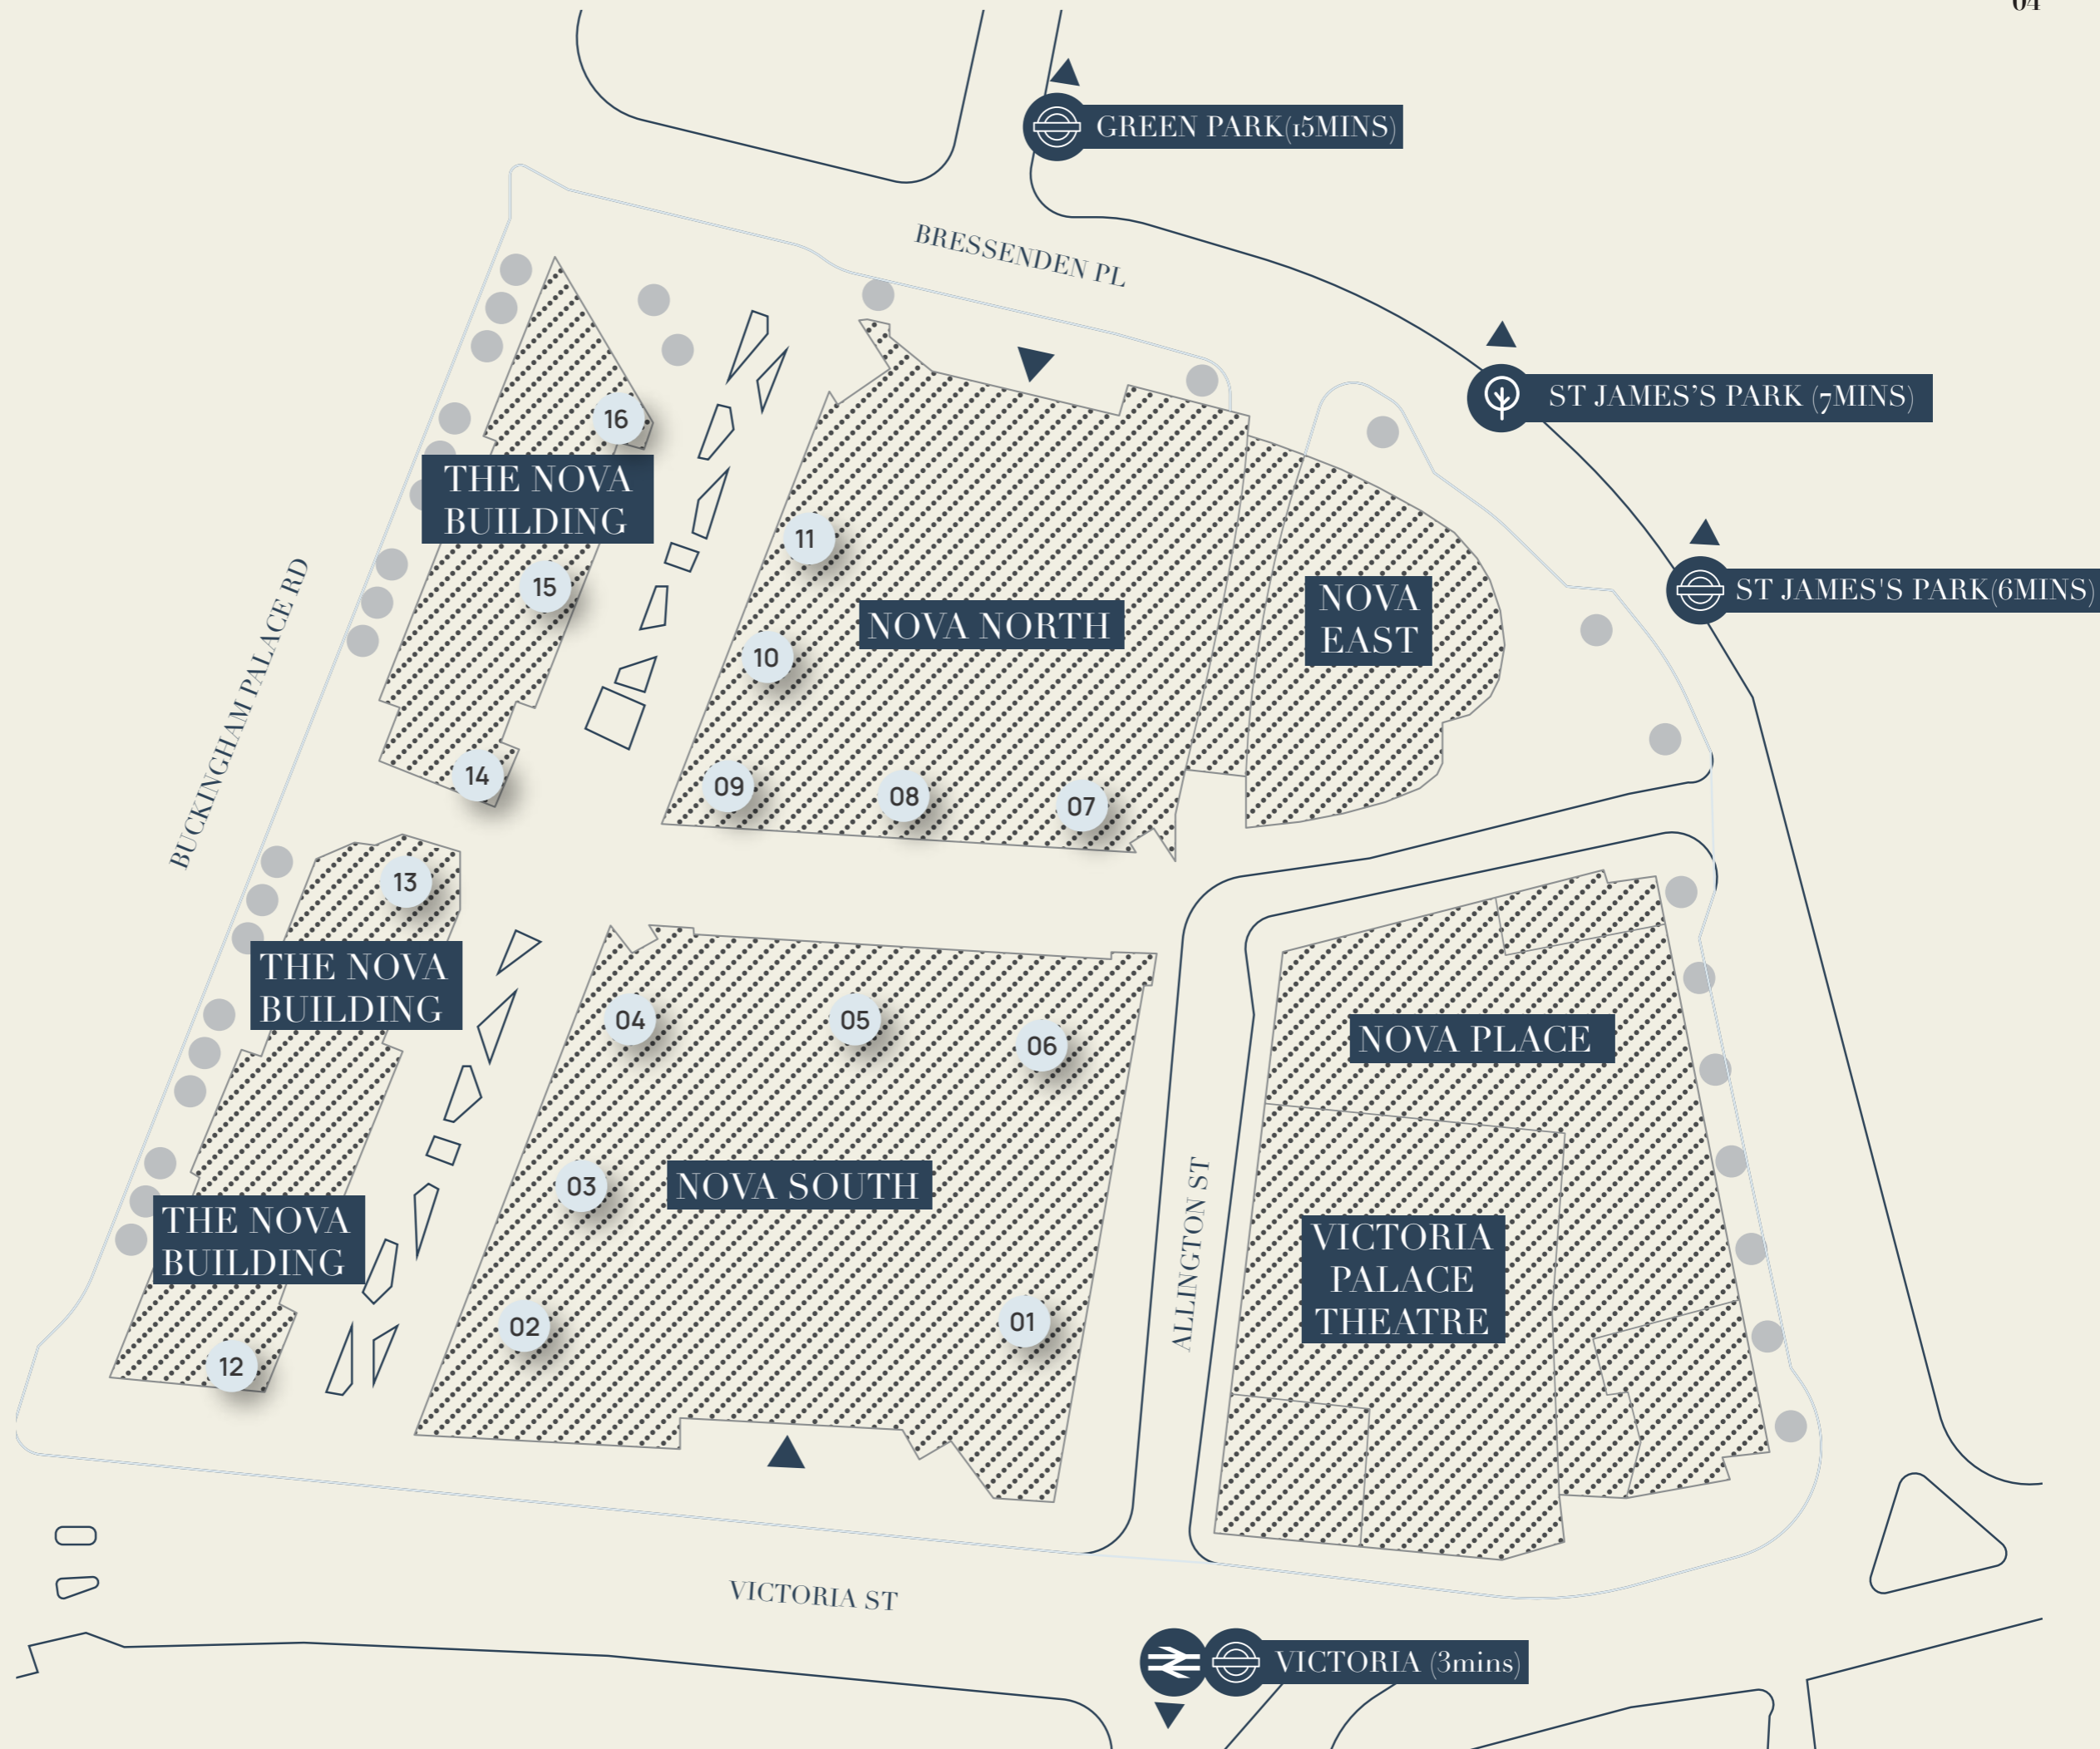 04
GREEN PARK(15MINS)
BRESSENDEN PL
ST JAMES’S PARK (7MINS)
16
THE NOVA
BUILDING
11
15
NOVA
EAST
ST JAMES'S PARK(6MINS)
NOVA NORTH
10
BUCKINGHAM PALACE RD
14
09
08
07
13
THE NOVA
BUILDING
04
05
06
NOVA PLACE
03
NOVA SOUTH
THE NOVA
BUILDING
ALLINGTON ST
VICTORIA
PALACE
THEATRE
02
01
12
VICTORIA ST
VICTORIA (3mins)